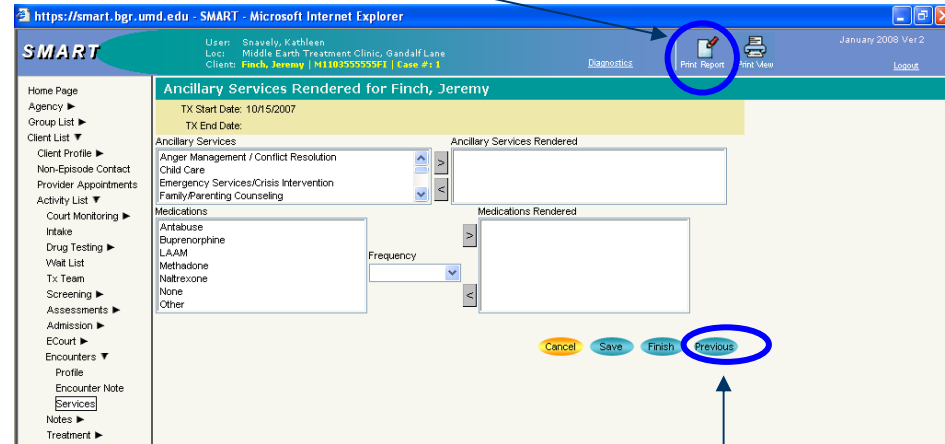 https://smart.bgr.umd.edu - SMART - Microsoft Internet Explorer
SMART
User: Snavely, Kathleen
Loc: Middle Earth Treatment Clinic, Gandalf Lane
Client: Finch, Jeremy | M1103555555FI | Case #: 1
Diagnostics
Print Report
Print View
January 2008 Ver 2
Logout
Home Page
Agency ▶
Group List ▶
Client List ▼
Client Profile ▶
Non-Episode Contact
Provider Appointments
Activity List ▼
Court Monitoring ▶
Intake
Drug Testing ▶
Wait List
Tx Team
Screening ▶
Assessments ▶
Admission ▶
ECourt ▶
Encounters ▼
Profile
Encounter Note
Services
Notes ▶
Treatment ▶
Ancillary Services Rendered for Finch, Jeremy
TX Start Date: 10/15/2007
TX End Date:
Ancillary Services
Anger Management / Conflict Resolution
Child Care
Emergency Services/Crisis Intervention
Family/Parenting Counseling
>
<
Ancillary Services Rendered
Medications
Antabuse
Buprenorphine
LAAM
Methadone
Naltrexone
None
Other
Frequency
>
<
Medications Rendered
Cancel Save Finish Previous